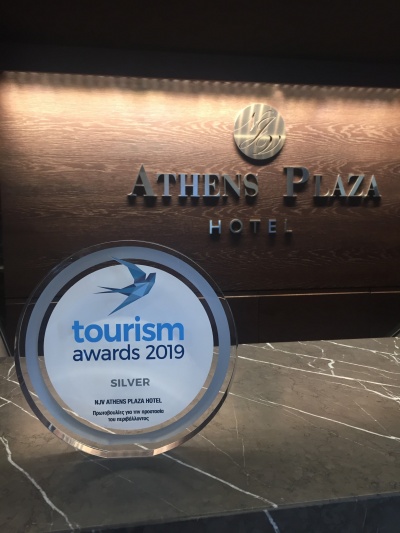 ATHENS PLAZA
HOTEL
tourism
awards 2019
SILVER
NJV ATHENS PLAZA HOTEL
Πρωτοβουλίες για την προστασία
του περιβάλλοντος